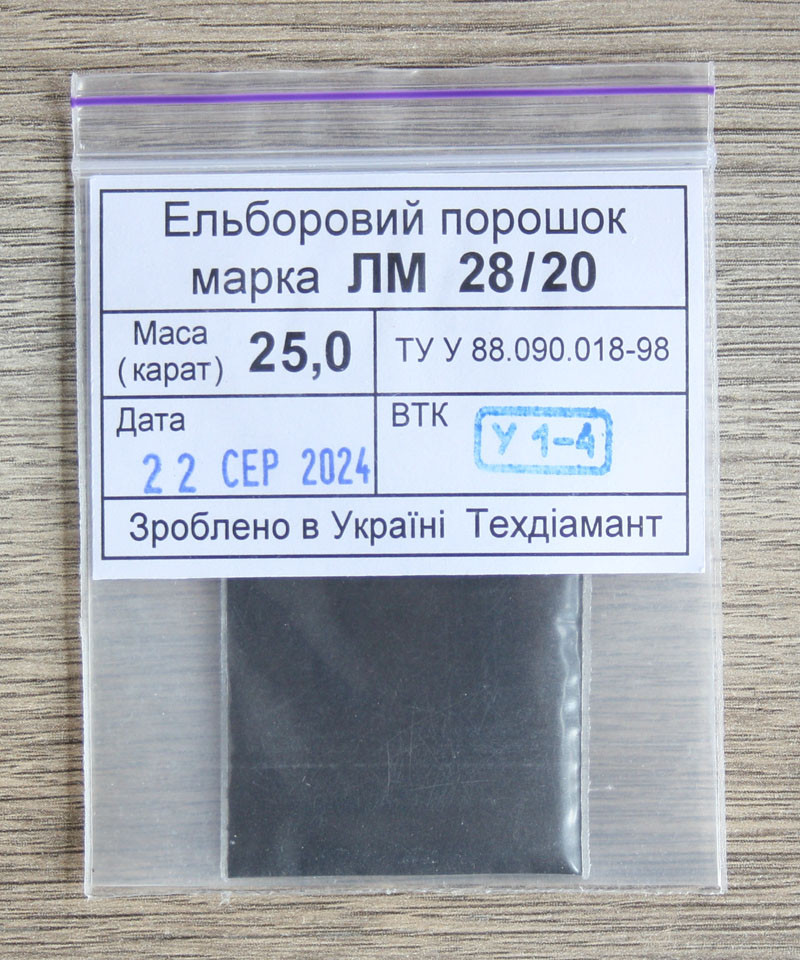 Ельборовий порошок
марка ЛМ 28/20
Маса
(карат) 25,0
ТУ У 88.090.018-98
Дата
22 СЕР 2024
ВТК
У 1-4
Зроблено в Україні Техдіамант